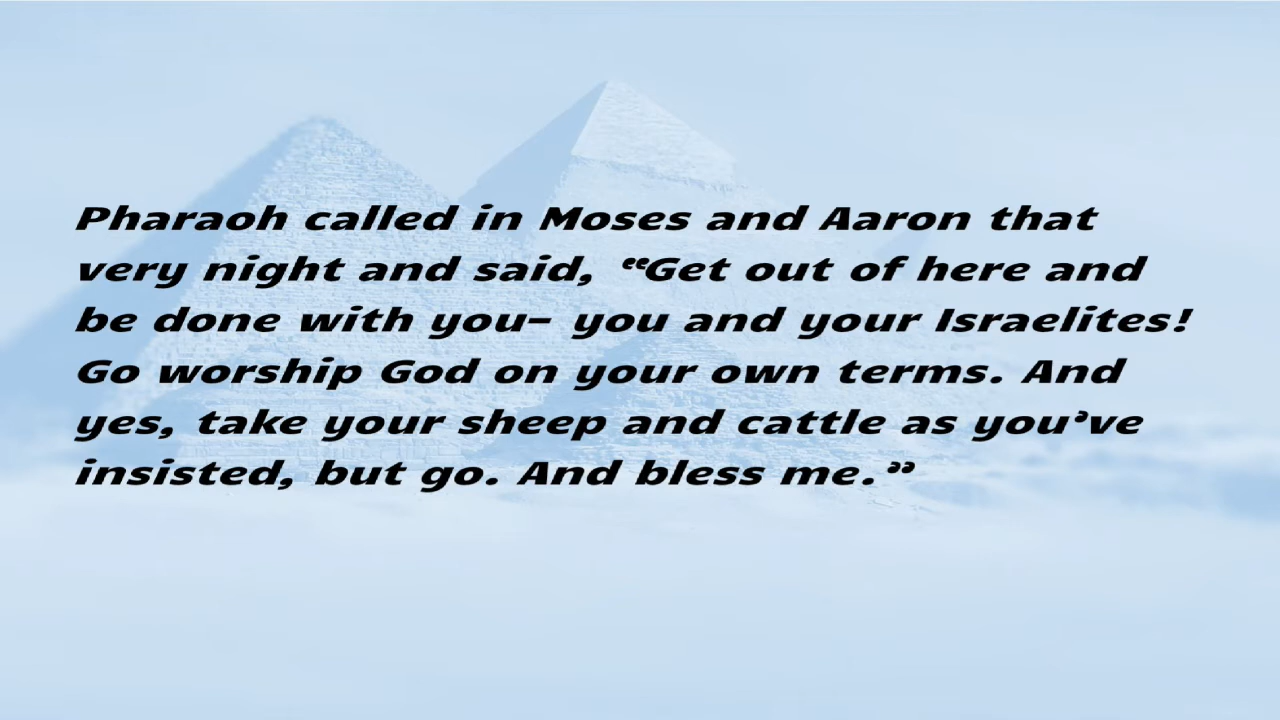 Pharaoh called in Moses and Aaron that
very night and said, “Get out of here and
be done with you– you and your Israelites!
Go worship God on your own terms. And
yes, take your sheep and cattle as you’ve
insisted, but go. And bless me.”